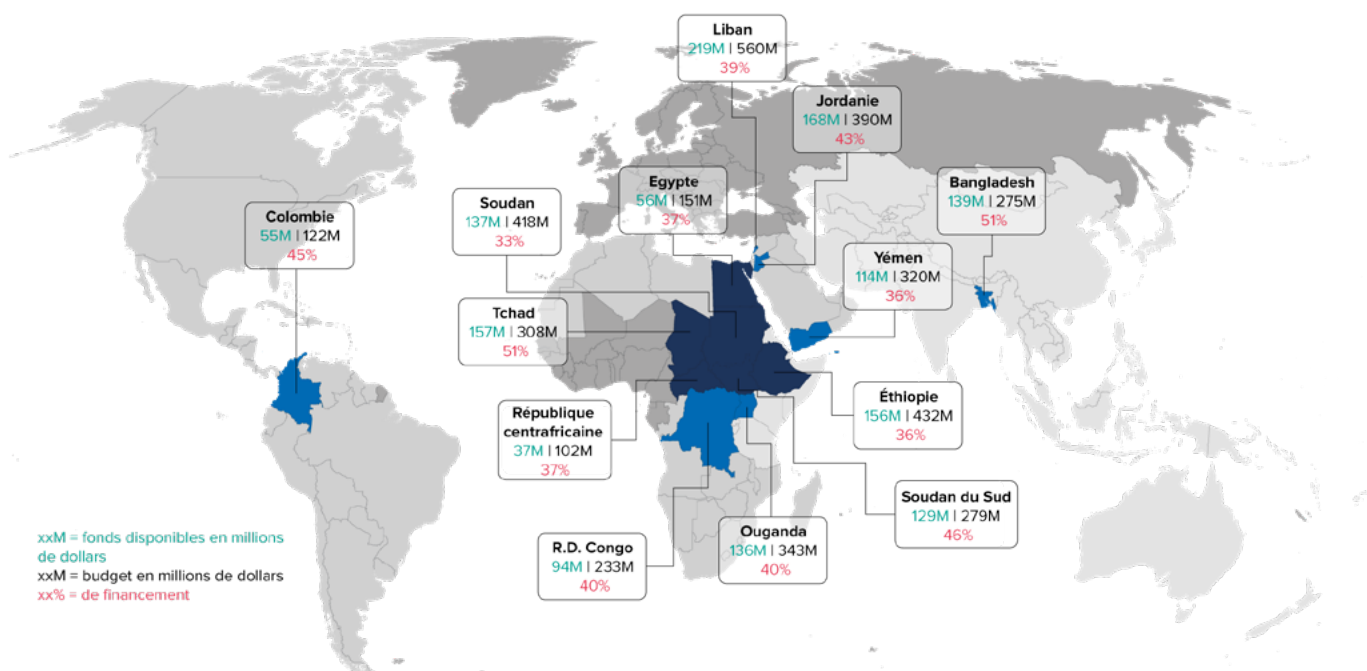 Liban
219M | 560M
39%
Jordanie
168M | 390M
43%
Egypte
56M | 151M
37%
Bangladesh
139M | 275M
51%
Soudan
137M | 418M
33%
Colombie
55M | 122M
45%
Yémen
114M | 320M
36%
Tchad
157M | 308M
51%
Éthiopie
156M | 432M
36%
République
centrafricaine
37M | 102M
37%
Soudan du Sud
129M | 279M
46%
Ouganda
136M | 343M
40%
R.D. Congo
94M | 233M
40%
xxM = fonds disponibles en millions
de dollars
xxM = budget en millions de dollars
xx% = de financement